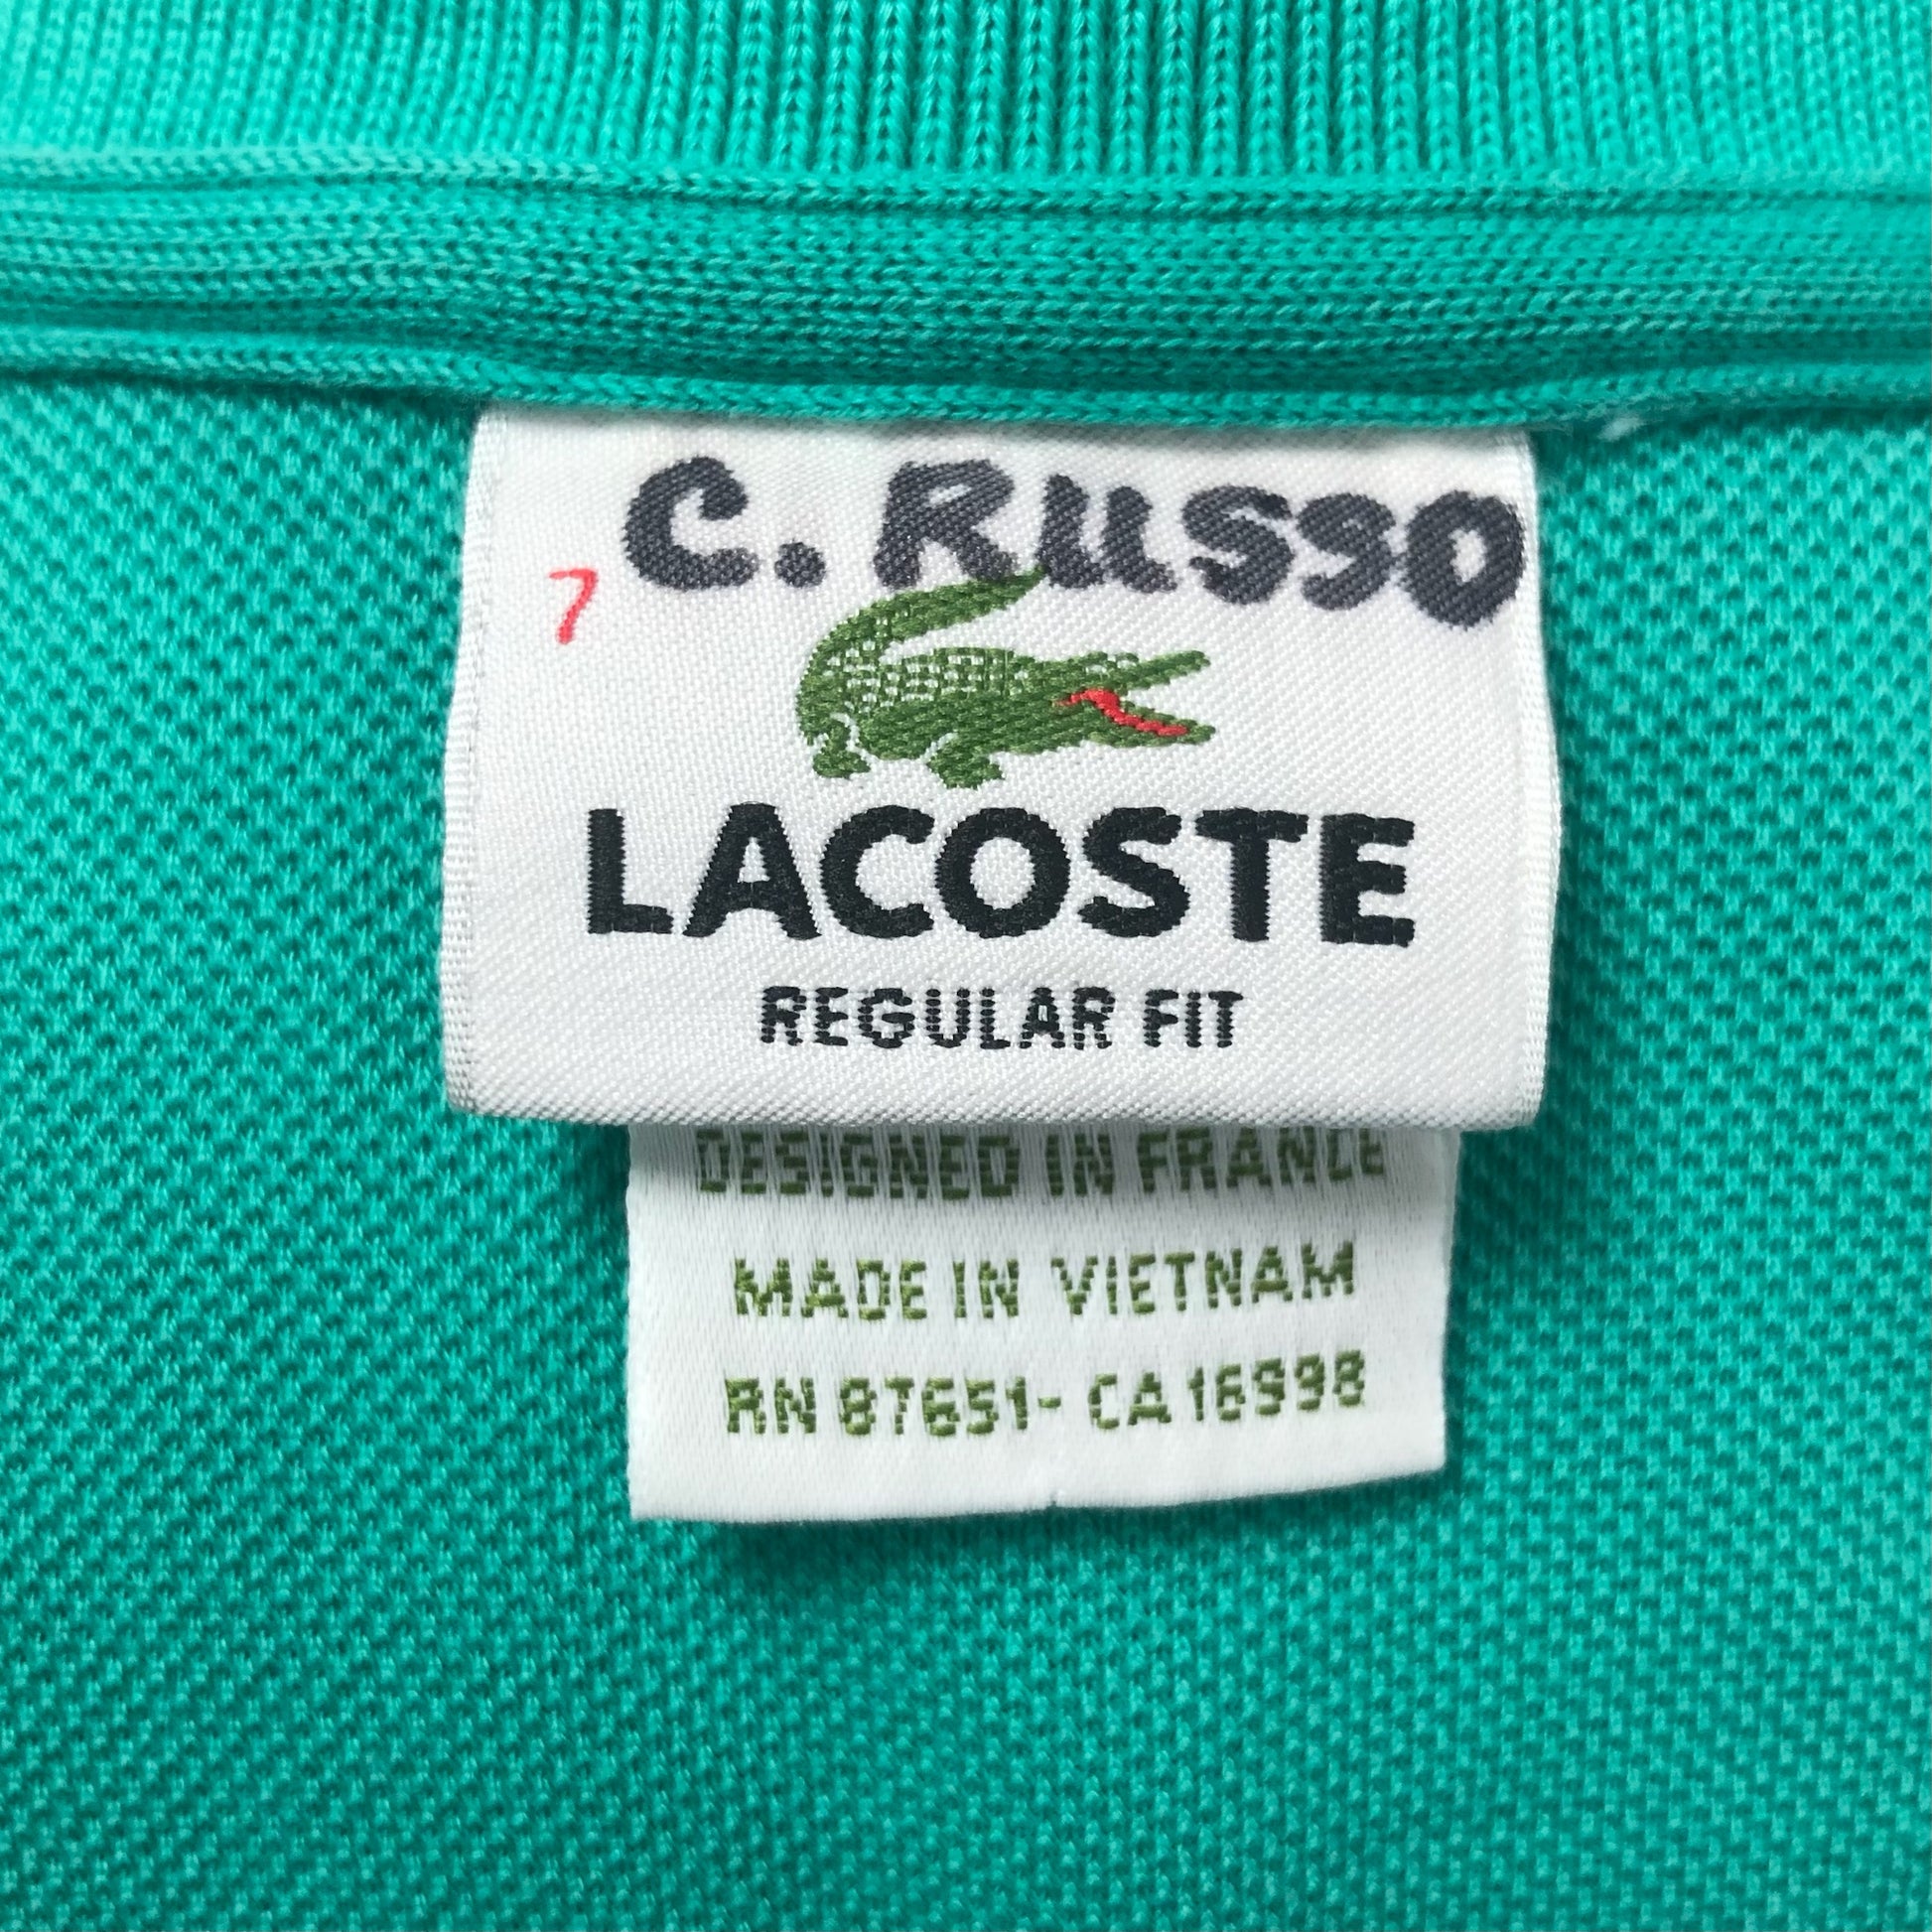 C. Russo
7
LACOSTE
REGULAR FIT
DESIGNED IN FRANCE
MADE IN VIETNAM
RN 87651- CA 16998